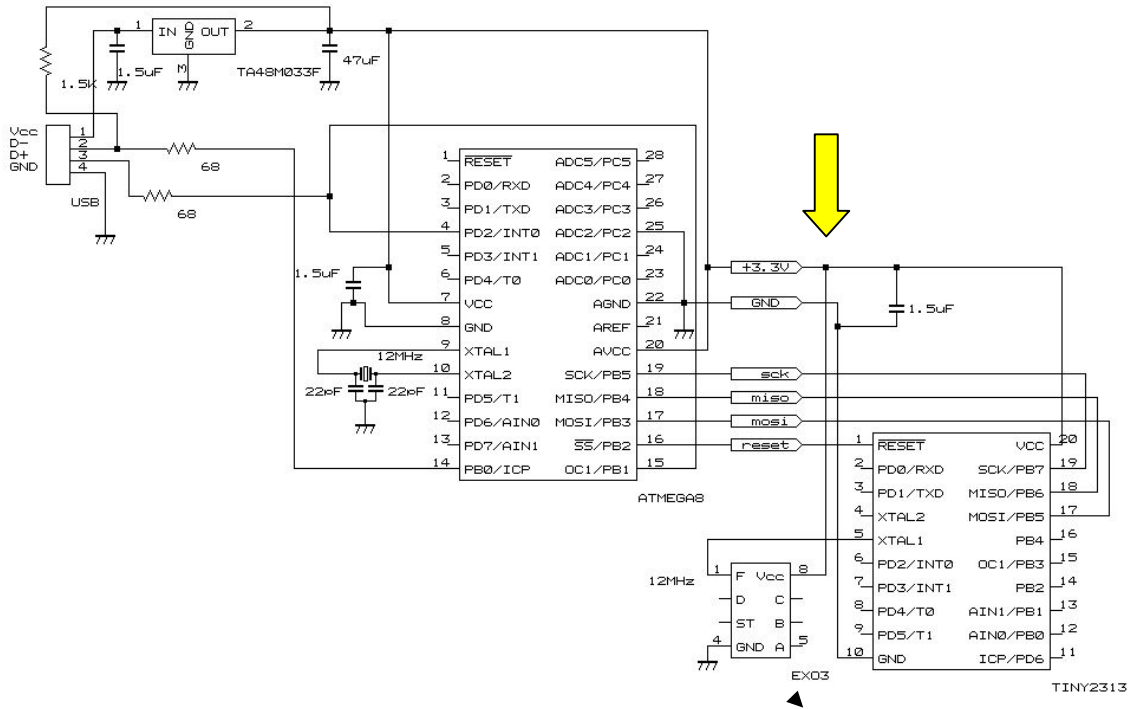 1 IN GND OUT 2
3
1.5uF
TA48M033F
47uF
1.5K
Vcc 1
D- 2
D+ 3
GND 4
USB
68
68
1 RESET ADC5/PC5 28
2 PD0/RXD ADC4/PC4 27
3 PD1/TXD ADC3/PC3 26
4 PD2/INT0 ADC2/PC2 25
5 PD3/INT1 ADC1/PC1 24
6 PD4/T0 ADC0/PC0 23
7 VCC AGND 22
8 GND AREF 21
9 XTAL1 AVCC 20
10 XTAL2 SCK/PB5 19
11 PD5/T1 MISO/PB4 18
12 PD6/AIN0 MOSI/PB3 17
13 PD7/AIN1 SS/PB2 16
14 PB0/ICP OC1/PB1 15
ATMEGA8
1.5uF
12MHz
22pF 22pF
+3.3V
GND
1.5uF
sck
miso
mosi
reset
1 RESET VCC 20
2 PD0/RXD SCK/PB7 19
3 PD1/TXD MISO/PB6 18
4 XTAL2 MOSI/PB5 17
5 XTAL1 PB4 16
6 PD2/INT0 OC1/PB3 15
7 PD3/INT1 PB2 14
8 PD4/T0 AIN1/PB1 13
9 PD5/T1 AIN0/PB0 12
10 GND ICP/PD6 11
TINY2313
12MHz
1 F Vcc 8
D C
ST B
4 GND A 5
EXO3